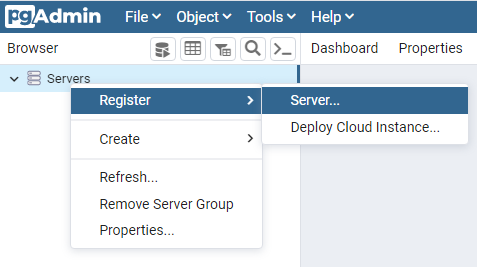 pgAdmin File Object Tools Help
Browser Dashboard Properties
Servers
Register Server...
Deploy Cloud Instance...
Create
Refresh...
Remove Server Group
Properties...